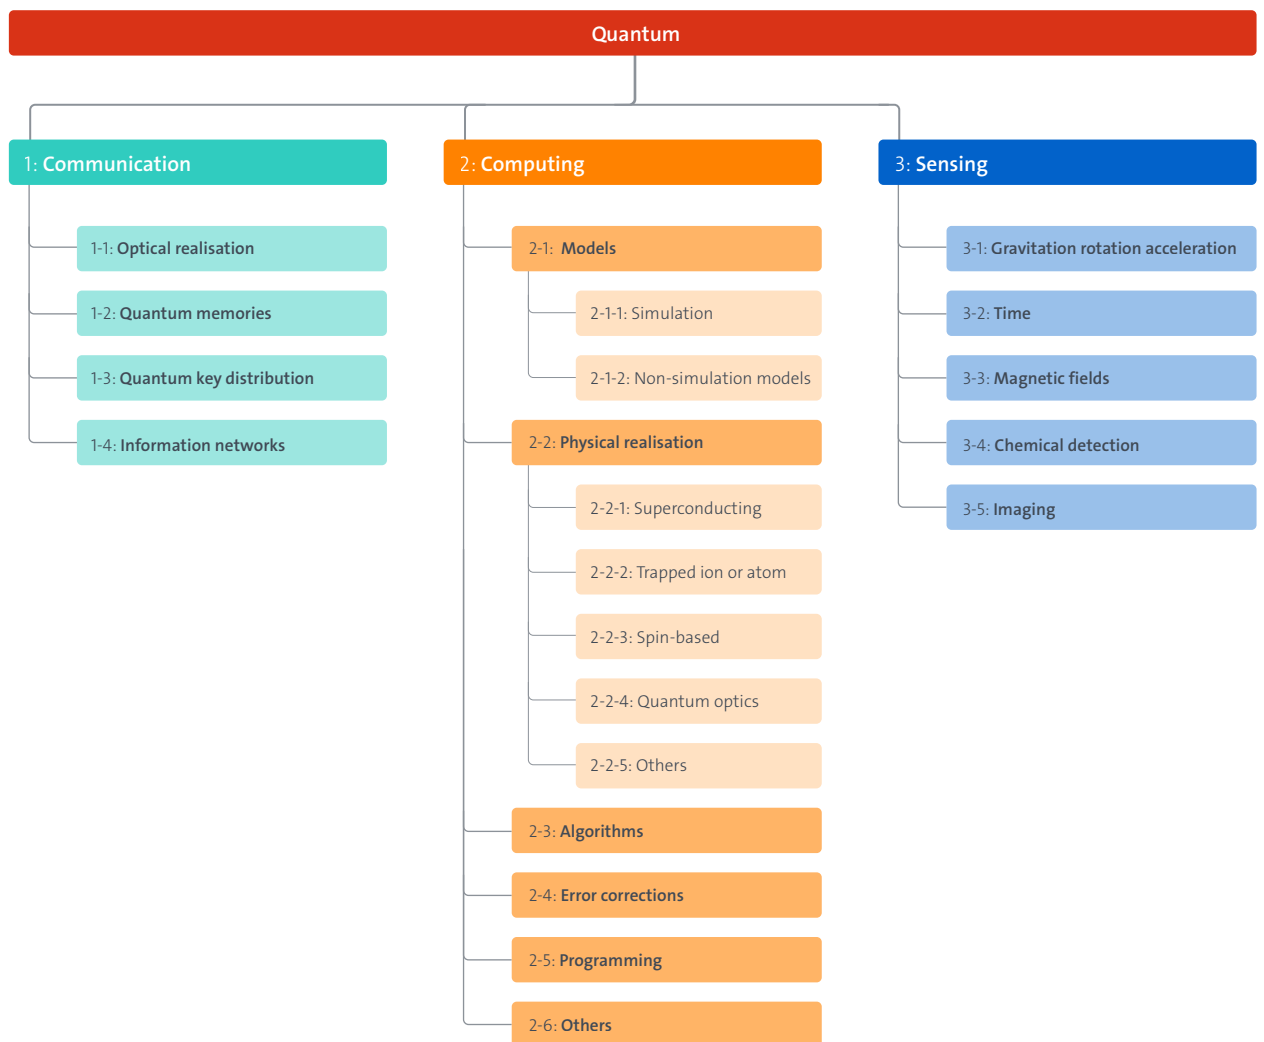 Quantum
1: Communication
1-1: Optical realisation
1-2: Quantum memories
1-3: Quantum key distribution
1-4: Information networks
2: Computing
2-1: Models
2-1-1: Simulation
2-1-2: Non-simulation models
2-2: Physical realisation
2-2-1: Superconducting
2-2-2: Trapped ion or atom
2-2-3: Spin-based
2-2-4: Quantum optics
2-2-5: Others
2-3: Algorithms
2-4: Error corrections
2-5: Programming
2-6: Others
3: Sensing
3-1: Gravitation rotation acceleration
3-2: Time
3-3: Magnetic fields
3-4: Chemical detection
3-5: Imaging